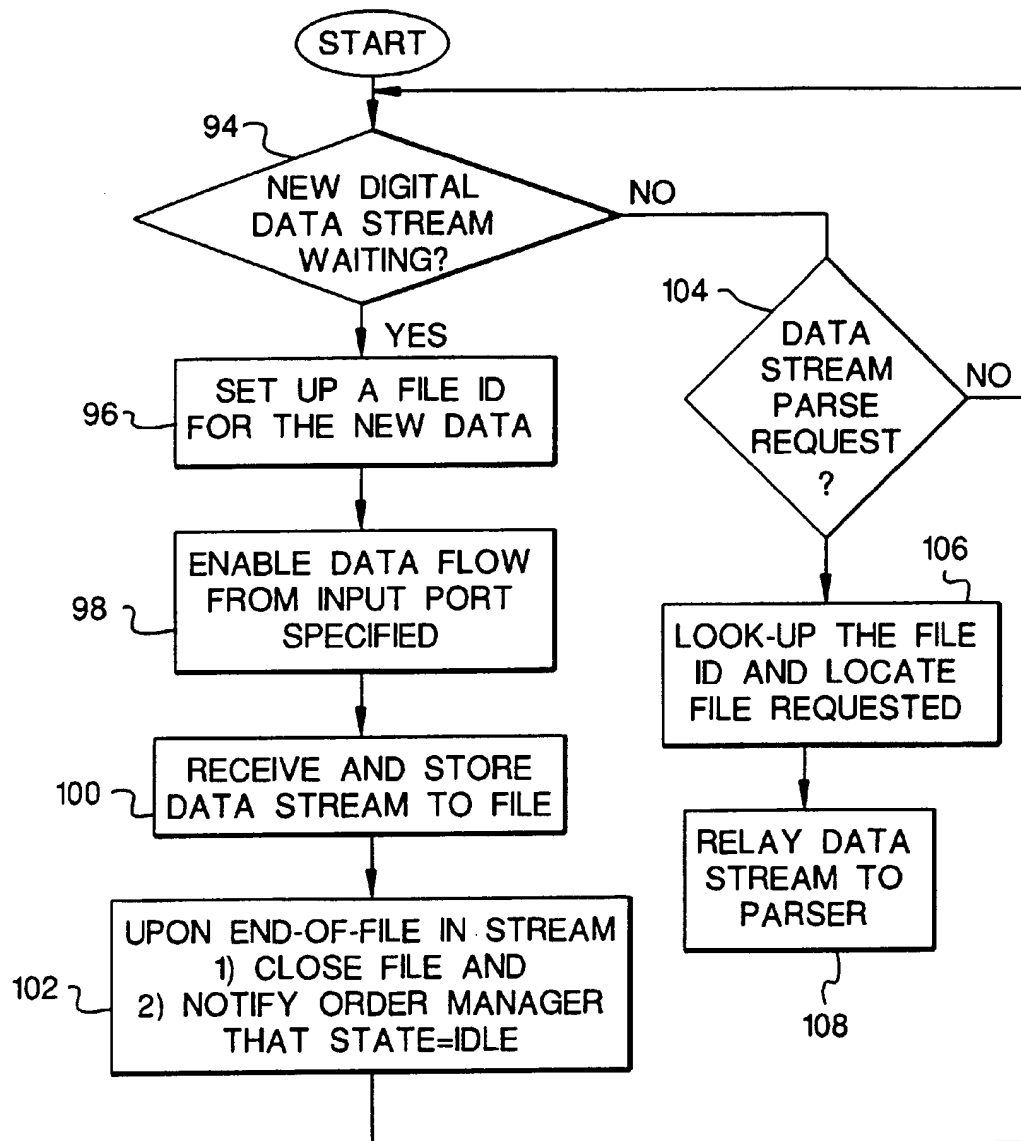 START
94
NEW DIGITAL
DATA STREAM
WAITING?
NO
YES
104
DATA
STREAM
PARSE
REQUEST
?
NO
96
SET UP A FILE ID
FOR THE NEW DATA
98
ENABLE DATA FLOW
FROM INPUT PORT
SPECIFIED
106
LOOK-UP THE FILE
ID AND LOCATE
FILE REQUESTED
100
RECEIVE AND STORE
DATA STREAM TO FILE
RELAY DATA
STREAM TO
PARSER
108
102
UPON END-OF-FILE IN STREAM
1) CLOSE FILE AND
2) NOTIFY ORDER MANAGER
THAT STATE=IDLE